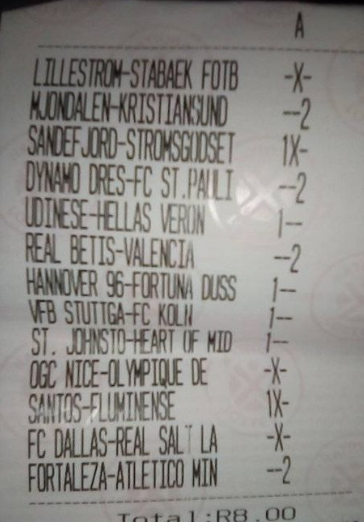 A
LILLESTROM-STABAEK FOTB -X-
MJONDALEN-KRISTIANSUND --2
SANDEFJORD-STROMSGODSET 1X-
DYNAMO DRES-FC ST.PAULI --2
UDINESE-HELLAS VERON 1--
REAL BETIS-VALENCIA --2
HANNOVER 96-FORTUNA DUSS 1--
VFB STUTTGA-FC KOLN 1--
ST. JOHNSTO-HEART OF MID 1--
OGC NICE-OLYMPIQUE DE -X-
SANTOS-FLUMINENSE 1X-
FC DALLAS-REAL SALT LA -X-
FORTALEZA-ATLETICO MIN --2
Total:R8.00